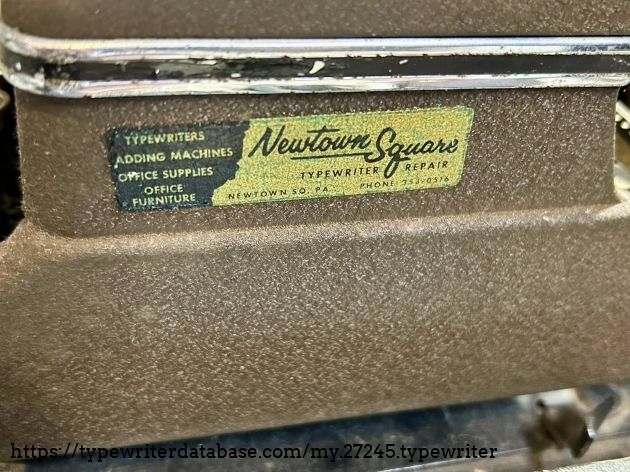 TYPEWRITERS
ADDING MACHINES
OFFICE SUPPLIES
OFFICE
FURNITURE
Newtown Square
TYPEWRITER REPAIR
NEWTOWN SQ. PA. PHONE 353-0576
https://typewriterdatabase.com/my.27245.typewriter